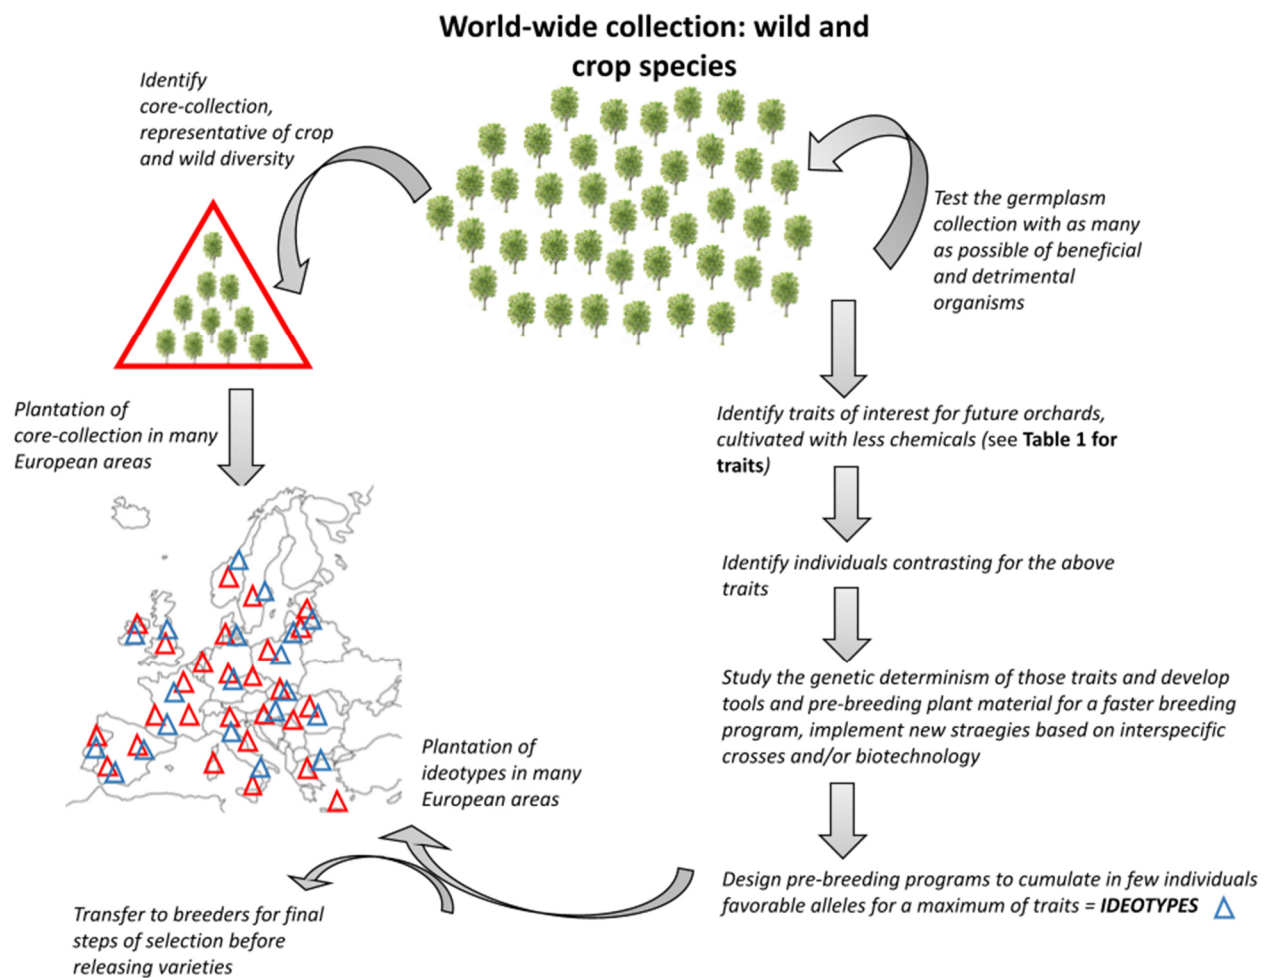 World-wide collection: wild and
crop species
Identify
core-collection,
representative of crop
and wild diversity
Test the germplasm
collection with as many
as possible of beneficial
and detrimental
organisms
Plantation of
core-collection in many
European areas
Identify traits of interest for future orchards,
cultivated with less chemicals (see Table 1 for
traits)
Identify individuals contrasting for the above
traits
Study the genetic determinism of those traits and develop
tools and pre-breeding plant material for a faster breeding
program, implement new straegies based on interspecific
crosses and/or biotechnology
Plantation of
ideotypes in many
European areas
Design pre-breeding programs to cumulate in few individuals
favorable alleles for a maximum of traits = IDEOTYPES
Transfer to breeders for final
steps of selection before
releasing varieties